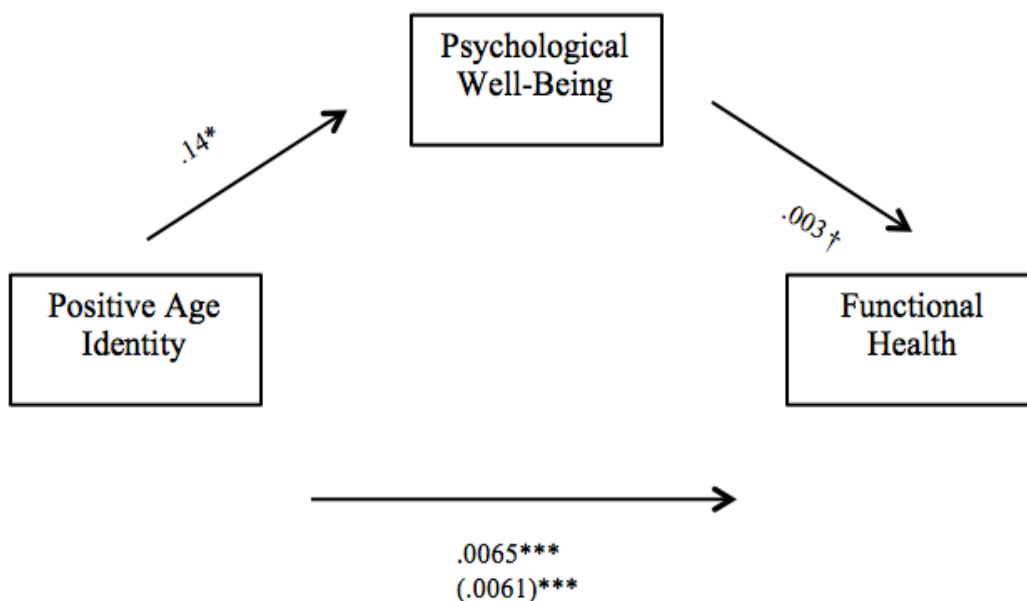 Psychological
Well-Being
.14*
.003 †
Positive Age
Identity
Functional
Health
.0065***
(.0061)***